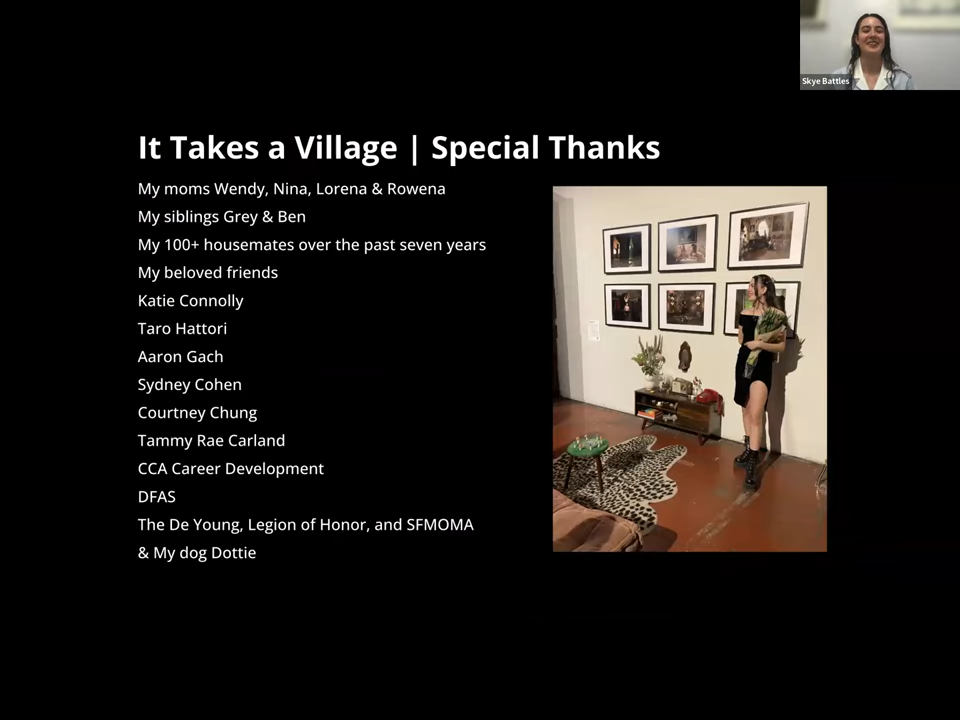 Skye Battles
It Takes a Village | Special Thanks
My moms Wendy, Nina, Lorena & Rowena
My siblings Grey & Ben
My 100+ housemates over the past seven years
My beloved friends
Katie Connolly
Taro Hattori
Aaron Gach
Sydney Cohen
Courtney Chung
Tammy Rae Carland
CCA Career Development
DFAS
The De Young, Legion of Honor, and SFMOMA
& My dog Dottie